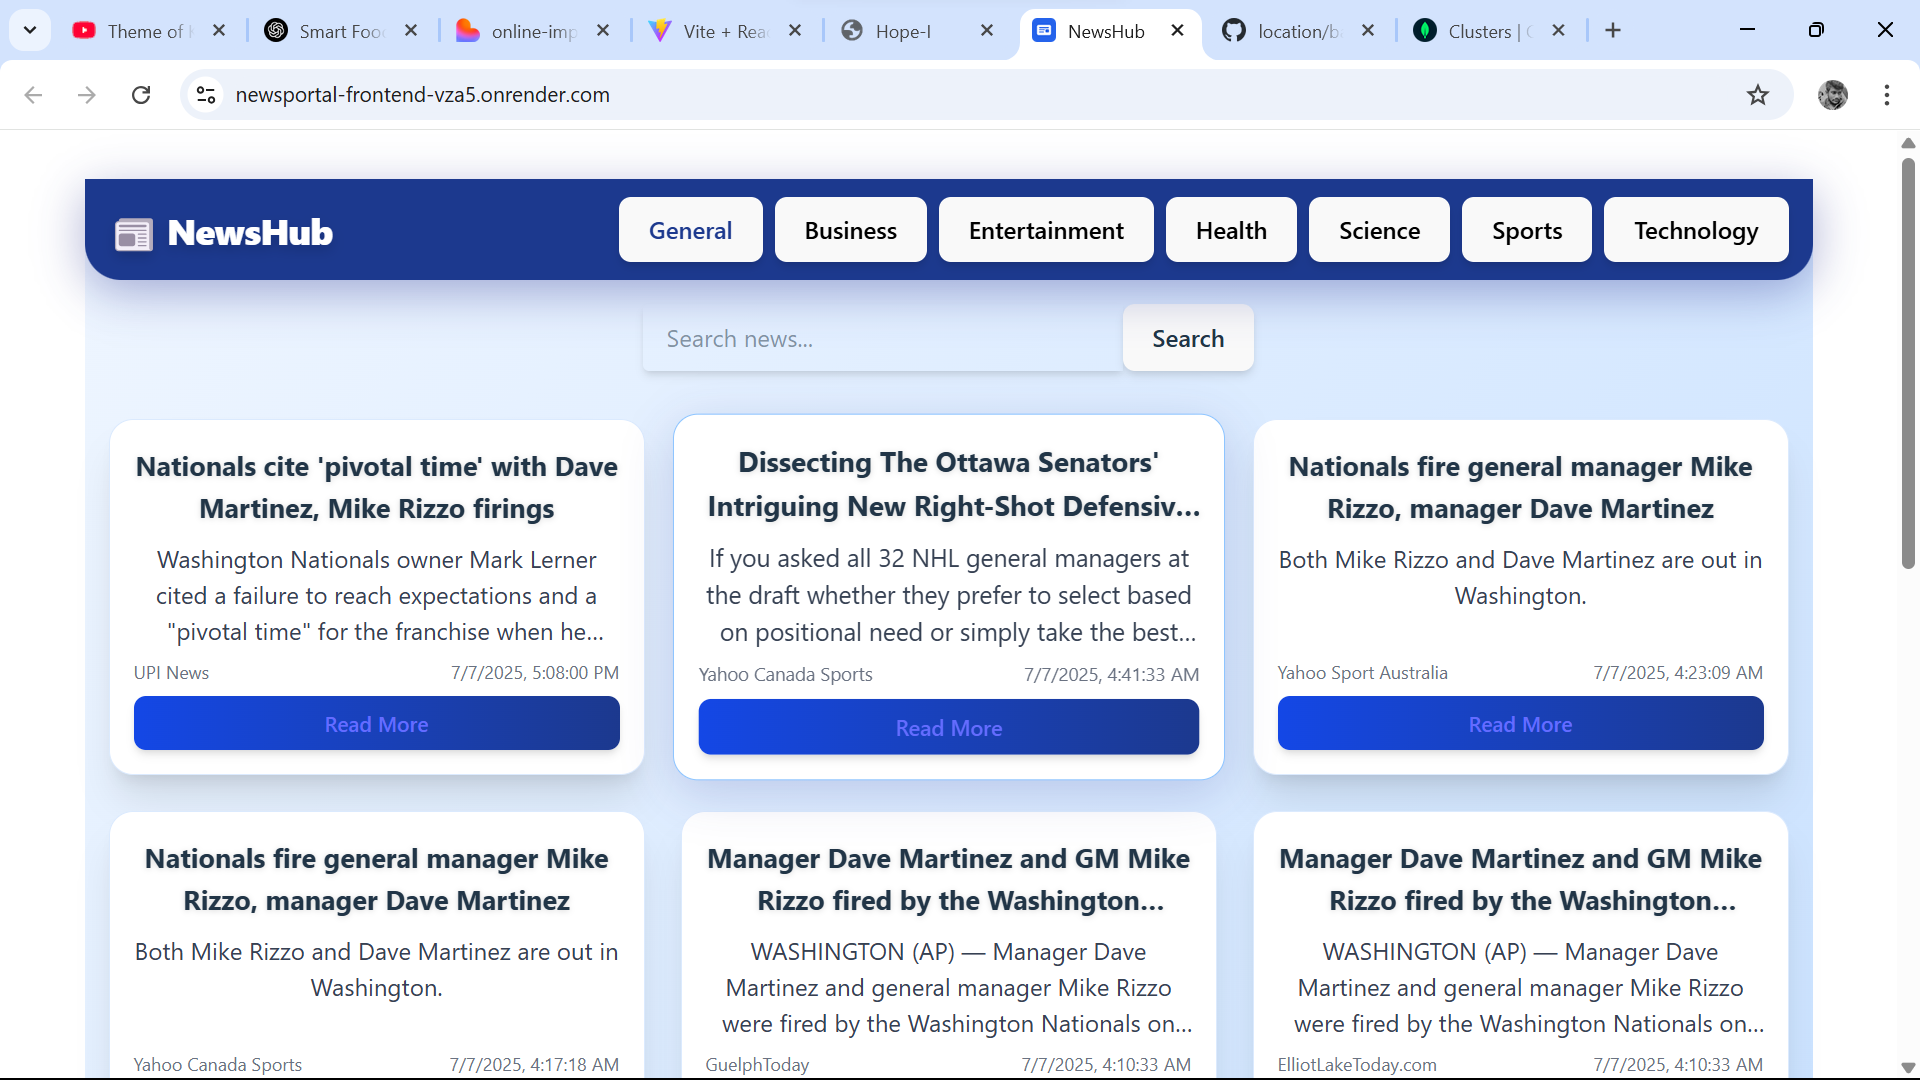 Theme of
Smart Foo
online-imp
Vite + Rea
Hope-I
NewsHub
location/b
Clusters |
newsportal-frontend-vza5.onrender.com
NewsHub
General
Business
Entertainment
Health
Science
Sports
Technology
Search news...
Search
Nationals cite 'pivotal time' with Dave
Martinez, Mike Rizzo firings
Washington Nationals owner Mark Lerner
cited a failure to reach expectations and a
"pivotal time" for the franchise when he...
UPI News 7/7/2025, 5:08:00 PM
Read More
Dissecting The Ottawa Senators'
Intriguing New Right-Shot Defensiv...
If you asked all 32 NHL general managers at
the draft whether they prefer to select based
on positional need or simply take the best...
Yahoo Canada Sports 7/7/2025, 4:41:33 AM
Read More
Nationals fire general manager Mike
Rizzo, manager Dave Martinez
Both Mike Rizzo and Dave Martinez are out in
Washington.
Yahoo Sport Australia 7/7/2025, 4:23:09 AM
Read More
Nationals fire general manager Mike
Rizzo, manager Dave Martinez
Both Mike Rizzo and Dave Martinez are out in
Washington.
Yahoo Canada Sports 7/7/2025, 4:17:18 AM
Manager Dave Martinez and GM Mike
Rizzo fired by the Washington...
WASHINGTON (AP) — Manager Dave
Martinez and general manager Mike Rizzo
were fired by the Washington Nationals on...
GuelphToday 7/7/2025, 4:10:33 AM
Manager Dave Martinez and GM Mike
Rizzo fired by the Washington...
WASHINGTON (AP) — Manager Dave
Martinez and general manager Mike Rizzo
were fired by the Washington Nationals on...
ElliotLakeToday.com 7/7/2025, 4:10:33 AM